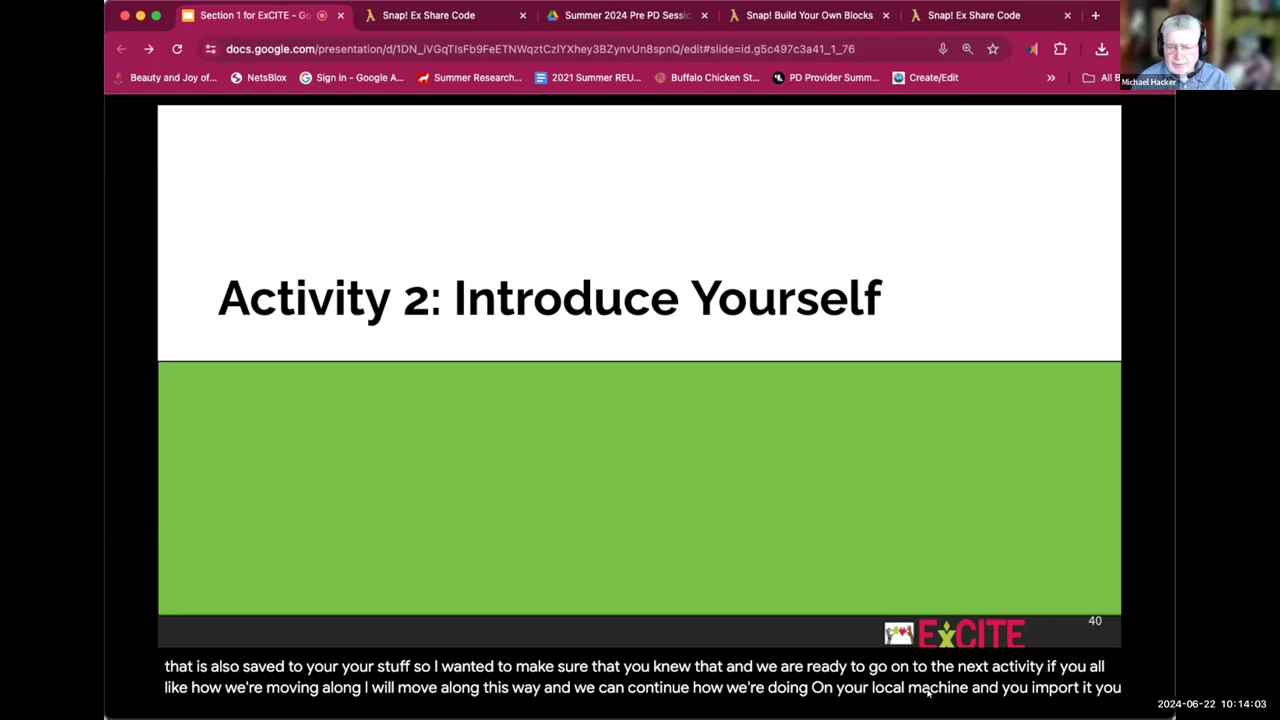 Section 1 for ExCITE - Go
Snap! Ex Share Code
Summer 2024 Pre PD Sessi
Snap! Build Your Own Blocks
Snap! Ex Share Code
docs.google.com/presentation/d/1DN_iVGqTIsFb9FeETNWqztCzIYXhey3BZynvUn8spnQ/edit#slide=id.g5c497c3a41_1_76
Beauty and Joy of...
NetsBlox
Sign in - Google A...
Summer Research...
2021 Summer REU...
Buffalo Chicken St...
PD Provider Summ...
Create/Edit
»
All B
Michael Hacker
Activity 2: Introduce Yourself
ExCITE
40
that is also saved to your your stuff so I wanted to make sure that you knew that and we are ready to go on to the next activity if you all
like how we're moving along I will move along this way and we can continue how we're doing On your local machine and you import it you
2024-06-22 10:14:03